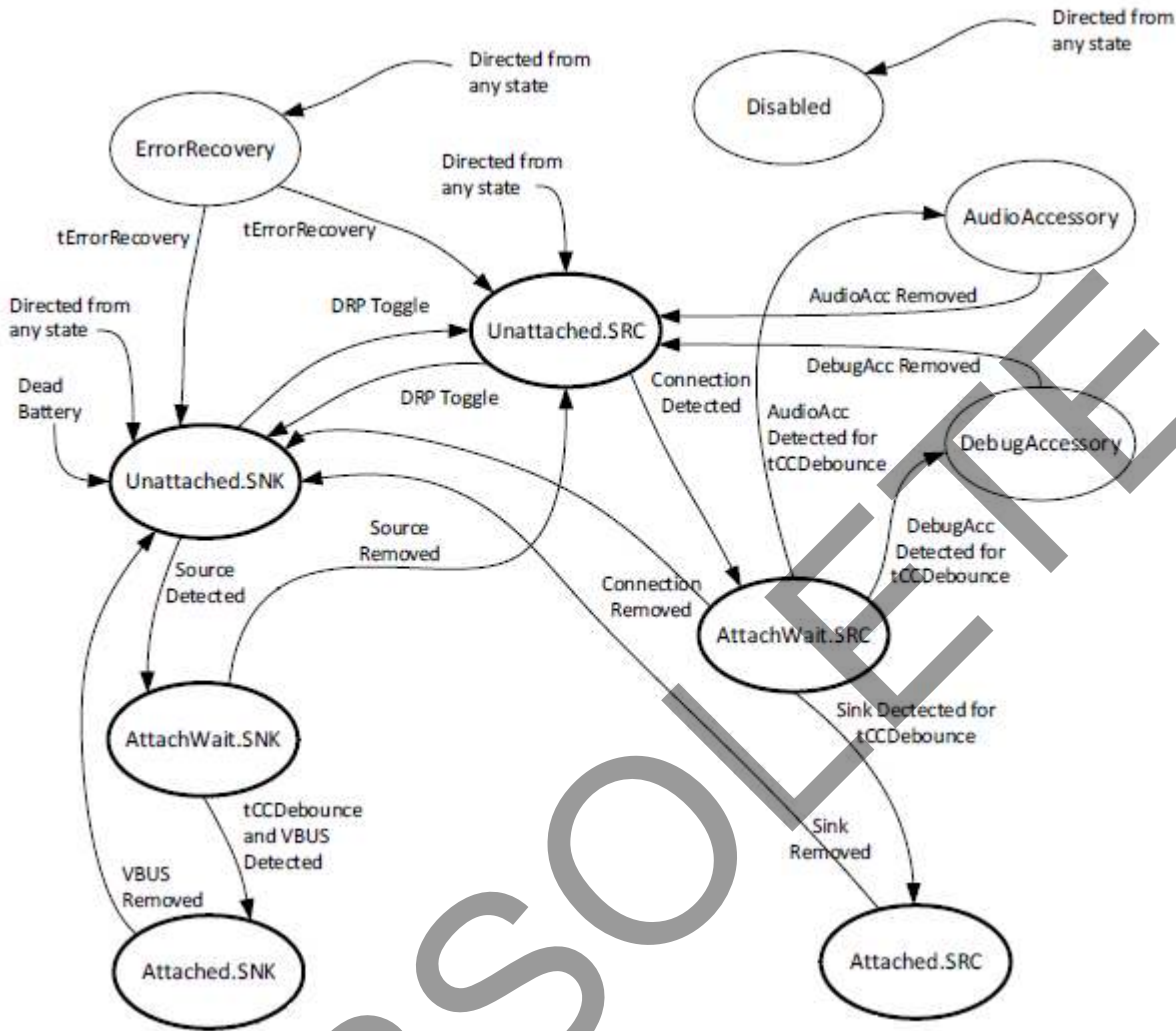 Directed from
any state
Directed from
any state
Disabled
ErrorRecovery
Directed from
any state
AudioAccessory
tErrorRecovery
tErrorRecovery
Directed from
any state
DRP Toggle
AudioAcc Removed
Unattached.SRC
Dead
Battery
DRP Toggle
Connection
Detected
DebugAcc Removed
AudioAcc
Detected for
tCCDebounce
DebugAccessory
Unattached.SNK
Source
Removed
DebugAcc
Detected for
tCCDebounce
Source
Detected
Connection
Removed
AttachWait.SRC
AttachWait.SNK
Sink Dectected for
tCCDebounce
tCCDebounce
and VBUS
Detected
Sink
Removed
VBUS
Removed
Attached.SNK
Attached.SRC
SOLETE